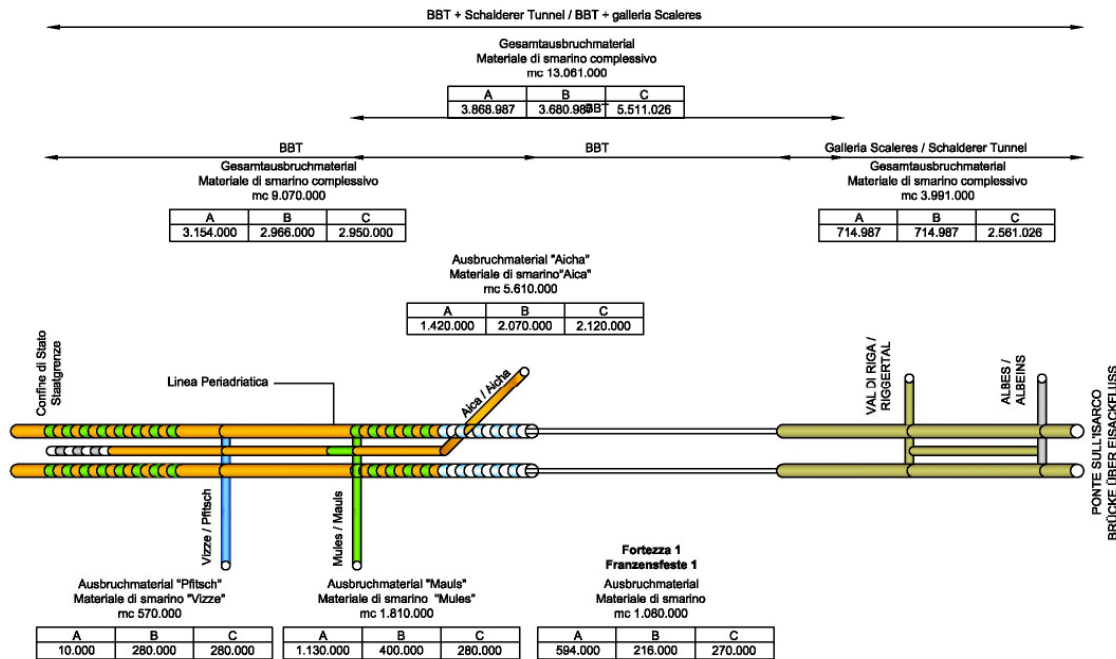 BBT + Schalderer Tunnel / BBT + galleria Scaleres
Gesamtausbruchmaterial
Materiale di smarino complessivo
mc 13.061.000
A B C
3.868.987 3.680.987 5.511.026
BBT
BBT BBT Galleria Scaleres / Schalderer Tunnel
Gesamtausbruchmaterial
Materiale di smarino complessivo
mc 9.070.000
A B C
3.154.000 2.966.000 2.950.000
Gesamtausbruchmaterial
Materiale di smarino complessivo
mc 3.991.000
A B C
714.987 714.987 2.561.026
Ausbruchmaterial "Aicha"
Materiale di smarino"Aica"
mc 5.610.000
A B C
1.420.000 2.070.000 2.120.000
Confine di Stato
Staatgrenze
Linea Periadriatica
Aica / Aicha
VAL DI RIGA /
RIGGERTAL
ALBES /
ALBEINS
PONTE SULL'ISARCO
BRÜCKE ÜBER EISACKFLUSS
Vizze / Pfitsch
Mules / Mauls
Ausbruchmaterial "Pfitsch"
Materiale di smarino "Vizze"
mc 570.000
A B C
10.000 280.000 280.000
Ausbruchmaterial "Mauls"
Materiale di smarino "Mules"
mc 1.810.000
A B C
1.130.000 400.000 280.000
Fortezza 1
Franzensfeste 1
Ausbruchmaterial
Materiale di smarino
mc 1.080.000
A B C
594.000 216.000 270.000